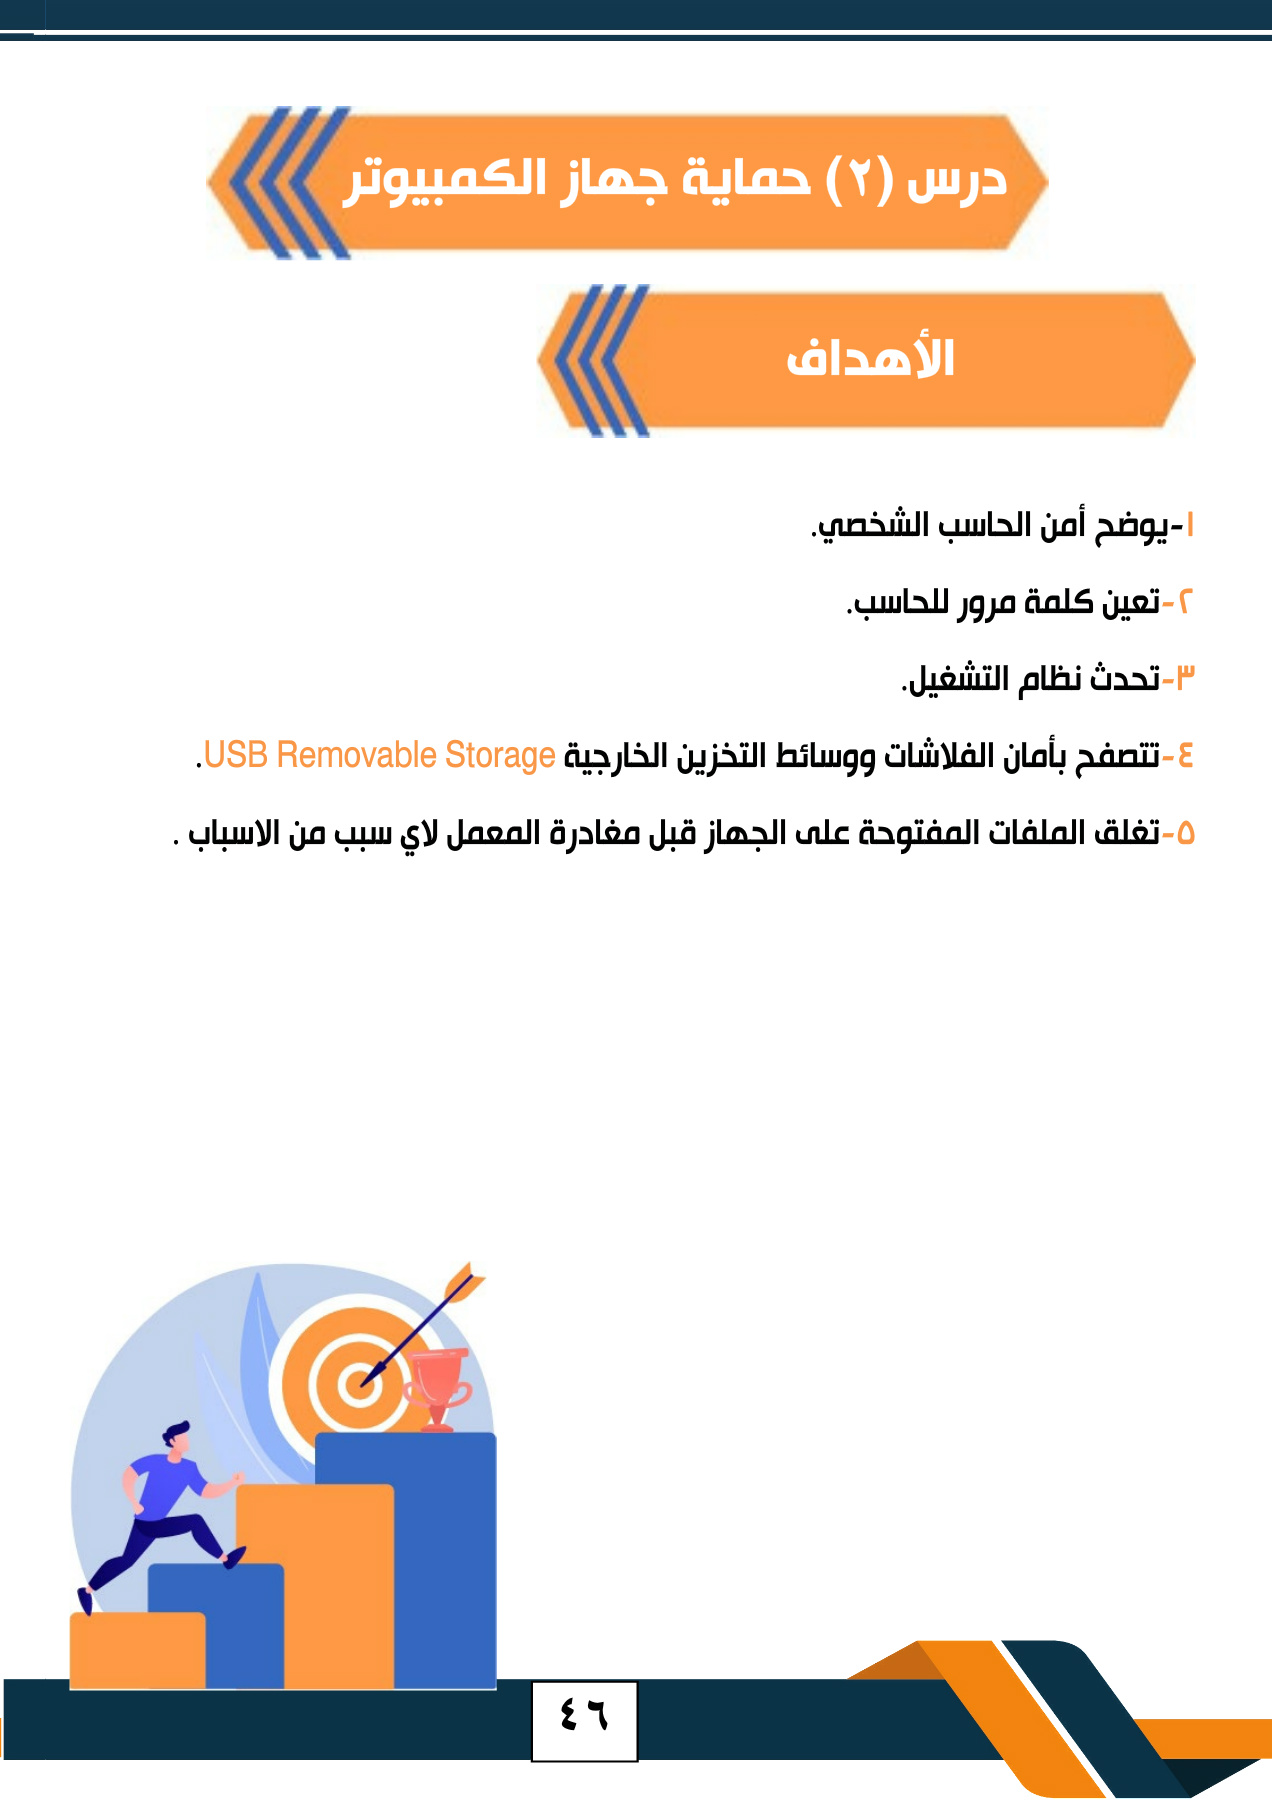 درس (٢) حماية جهاز الكمبيوتر
الأهداف
١-يوضح أمن الحاسب الشخصي.
٢-تعين كلمة مرور للحاسب.
٣-تحدث نظام التشغيل.
٤-تتصفح بأمان الفلاشات ووسائط التخزين الخارجية USB Removable Storage.
٥-تغلق الملفات المفتوحة على الجهاز قبل مغادرة المعمل لاي سبب من الاسباب .
٤٦